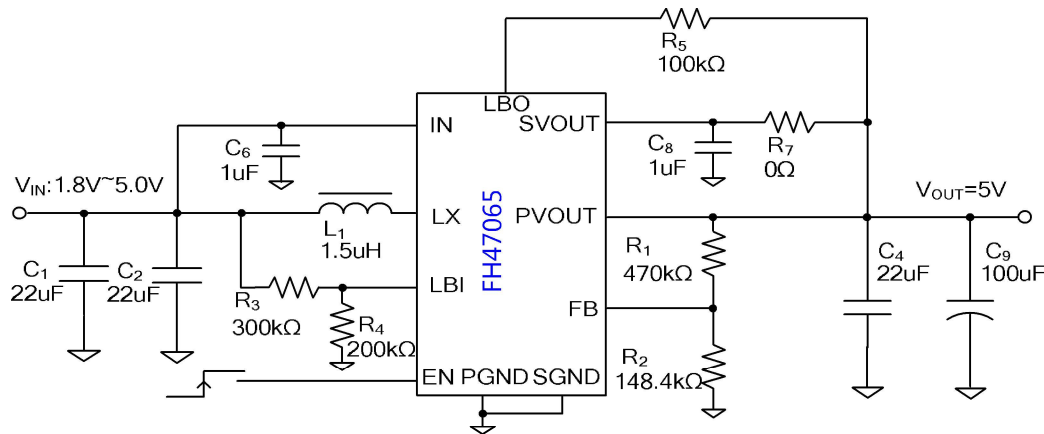 R5
100kΩ
LBO
IN
SVOUT
C6
1uF
C8
1uF
R7
0Ω
VIN:1.8V~5.0V
VOUT=5V
LX
PVOUT
FH47065
L1
1.5uH
R1
470kΩ
C1
22uF
C2
22uF
C4
22uF
C9
100uF
LBI
R3
300kΩ
R4
200kΩ
FB
R2
148.4kΩ
EN
PGND
SGND